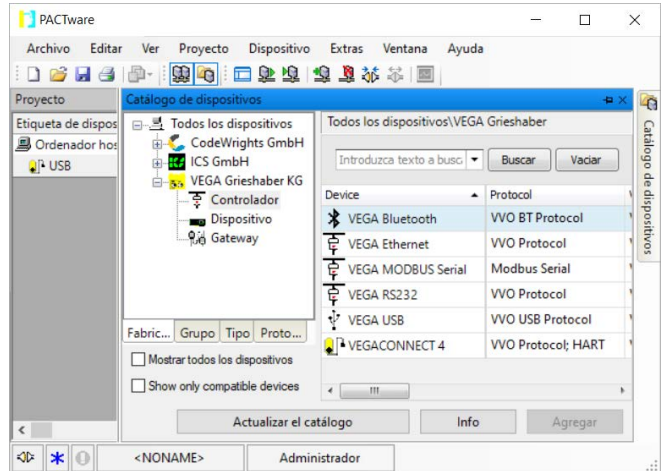 PACTware
Archivo Editar Ver Proyecto Dispositivo Extras Ventana Ayuda
Proyecto
Etiqueta de dispos
Ordenador hos
USB
Catálogo de dispositivos
Todos los dispositivos
CodeWrights GmbH
ICS GmbH
VEGA Grieshaber KG
Controlador
Dispositivo
Gateway
Fabric... Grupo Tipo Proto...
Mostrar todos los dispositivos
Show only compatible devices
Todos los dispositivos\VEGA Grieshaber
Introduzca texto a busca Buscar Vaciar
Device Protocol
VEGA Bluetooth VVO BT Protocol
VEGA Ethernet VVO Protocol
VEGA MODBUS Serial Modbus Serial
VEGA RS232 VVO Protocol
VEGA USB VVO USB Protocol
VEGACONNECT 4 VVO Protocol; HART
Actualizar el catálogo Info Agregar
Catálogo de dispositivos
<NONAME> Administrador